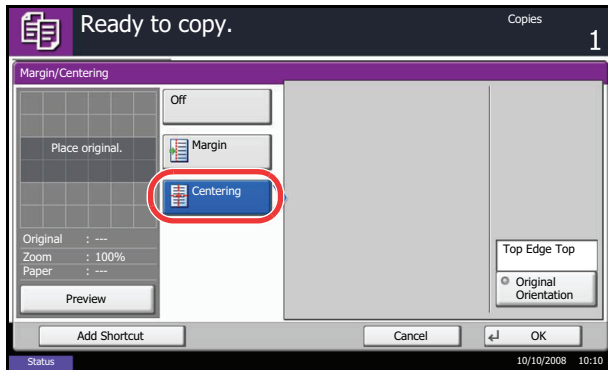 Ready to copy.
Copies
1
Margin/Centering
Off
Place original.
Margin
Centering
Original : ---
Zoom : 100%
Paper : ---
Top Edge Top
Original
Orientation
Preview
Add Shortcut
Cancel
OK
Status
10/10/2008 10:10